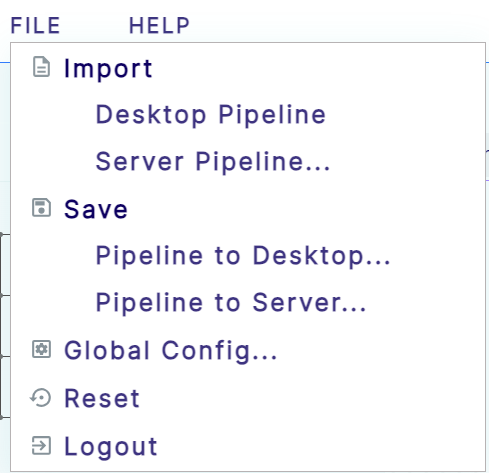 FILE HELP
Import
Desktop Pipeline
Server Pipeline...
Save
Pipeline to Desktop...
Pipeline to Server...
Global Config...
Reset
Logout